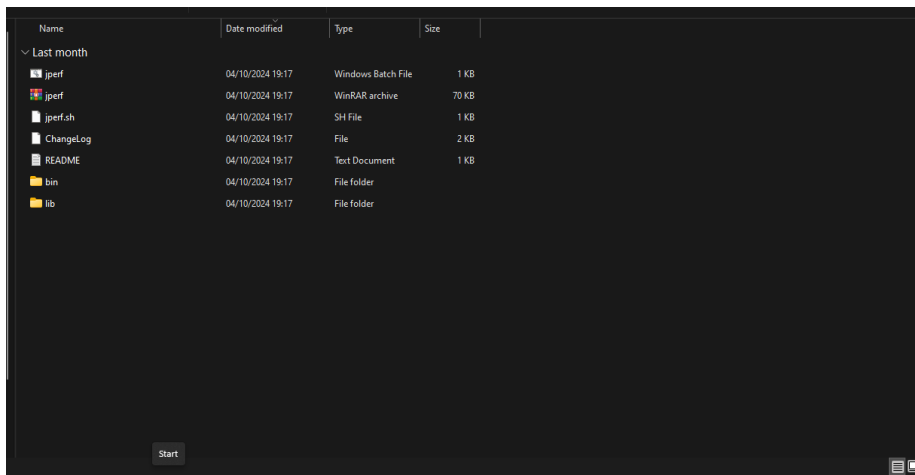 Name Date modified Type Size
Last month
jperf 04/10/2024 19:17 Windows Batch File 1 KB
jperf 04/10/2024 19:17 WinRAR archive 70 KB
jperf.sh 04/10/2024 19:17 SH File 1 KB
ChangeLog 04/10/2024 19:17 File 2 KB
README 04/10/2024 19:17 Text Document 1 KB
bin 04/10/2024 19:17 File folder
lib 04/10/2024 19:17 File folder
Start